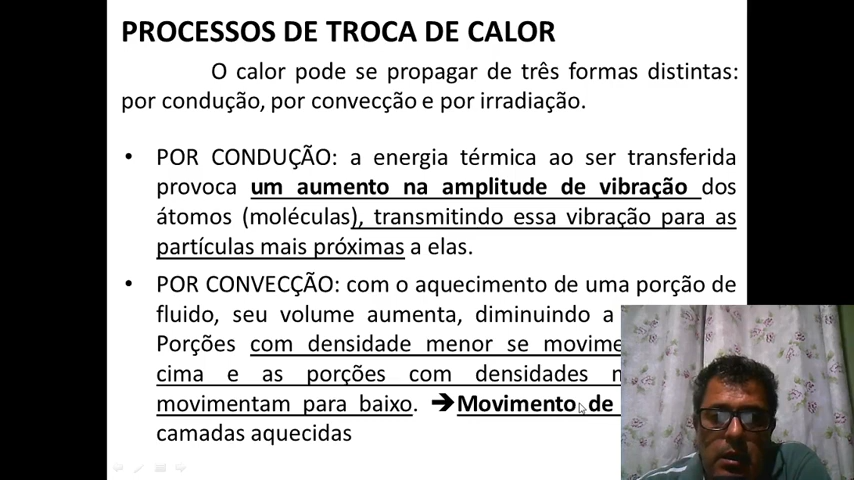 PROCESSOS DE TROCA DE CALOR
O calor pode se propagar de três formas distintas:
por condução, por convecção e por irradiação.
• POR CONDUÇÃO: a energia térmica ao ser transferida
provoca um aumento na amplitude de vibração dos
átomos (moléculas), transmitindo essa vibração para as
partículas mais próximas a elas.
• POR CONVECÇÃO: com o aquecimento de uma porção de
fluido, seu volume aumenta, diminuindo a
Porções com densidade menor se
cima e as porções com densidades
movimentam para baixo. ➔Movimento de
camadas aquecidas